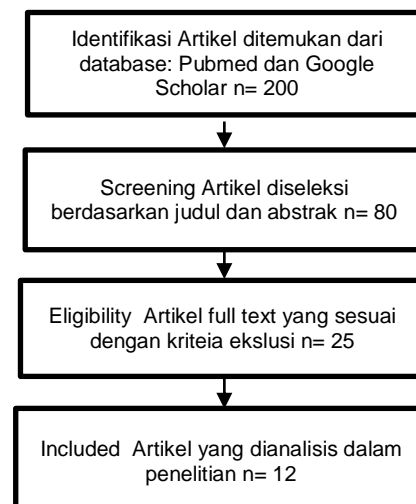 Identifikasi Artikel ditemukan dari
database: Pubmed dan Google
Scholar n= 200
Screening Artikel diseleksi
berdasarkan judul dan abstrak n= 80
Eligibility  Artikel full text yang sesuai
dengan kriteia ekslusi n= 25
Included  Artikel yang dianalisis dalam
penelitian n= 12